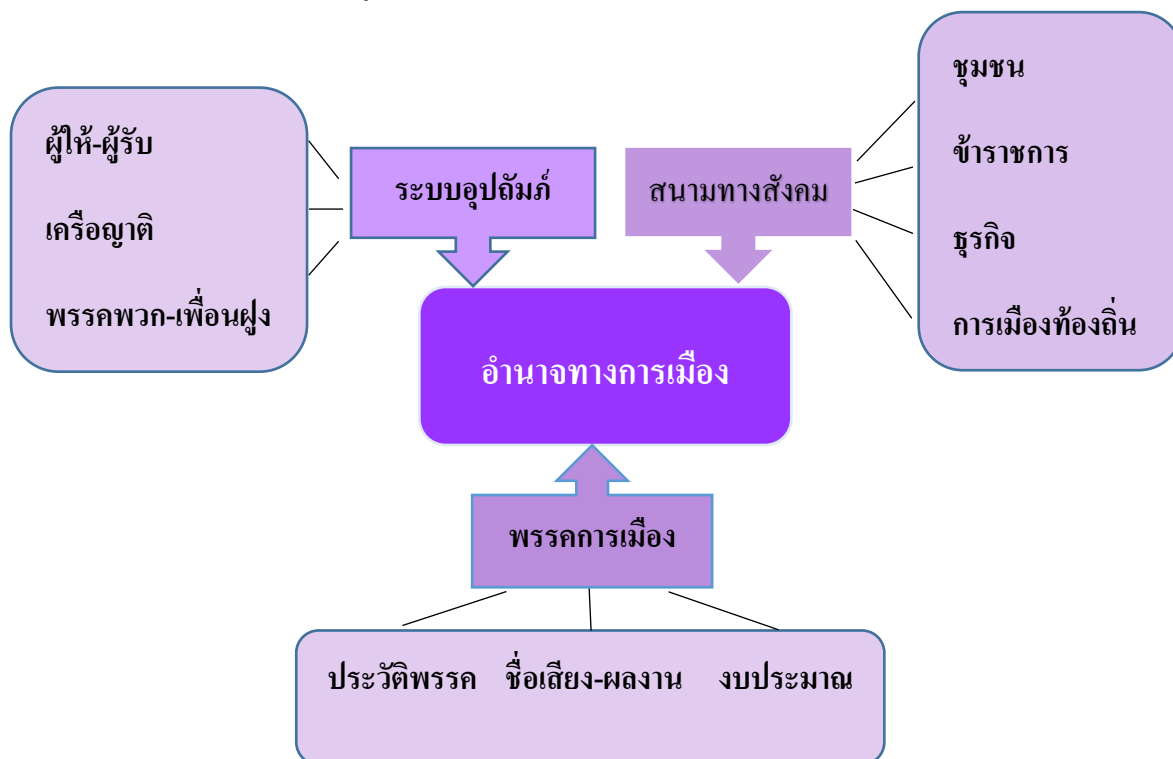 ผู้ให้-ผู้รับ
เครือญาติ
พรรคพวก-เพื่อนฝูง
ระบบอุปถัมภ์
สนามทางสังคม
ชุมชน
ข้าราชการ
ธุรกิจ
การเมืองท้องถิ่น
อำนาจทางการเมือง
พรรคการเมือง
ประวัติพรรค ชื่อเสียง-ผลงาน งบประมาณ